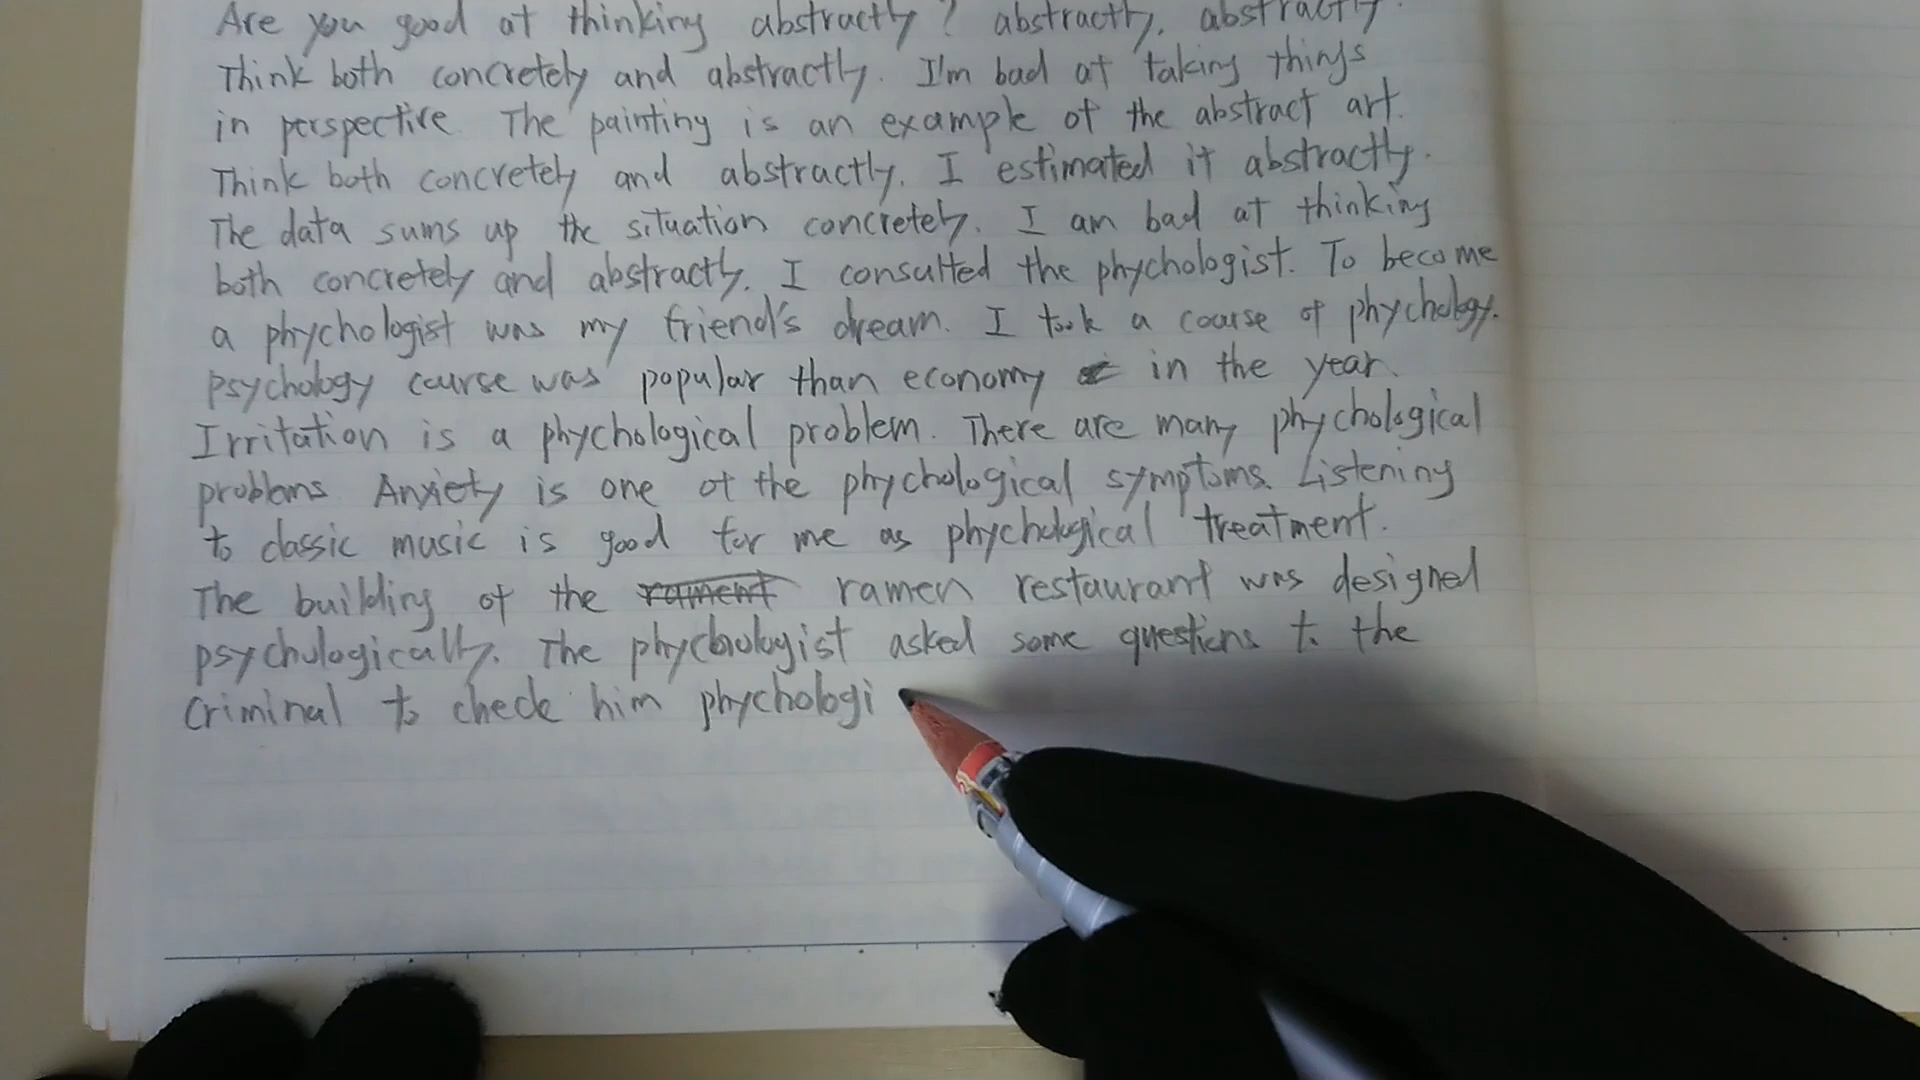 Are you good at thinking abstractly? abstractly, abstractly.
Think both concretely and abstractly. I'm bad at taking things
in perspective. The painting is an example of the abstract art.
Think both concretely and abstractly. I estimated it abstractly.
The data sums up the situation concretely. I am bad at thinking
both concretely and abstractly. I consulted the phychologist. To become
a phychologist was my friend's dream. I took a course of phychology.
psychology course was popular than economy in the year.
Irritation is a phychological problem. There are many phychological
problems. Anxiety is one of the phychological symptoms. Listening
to classic music is good for me as phychological treatment.
The building of the rament ramen restaurant was designed
psychologically. The phychologist asked some questions to the
criminal to check him phychologi